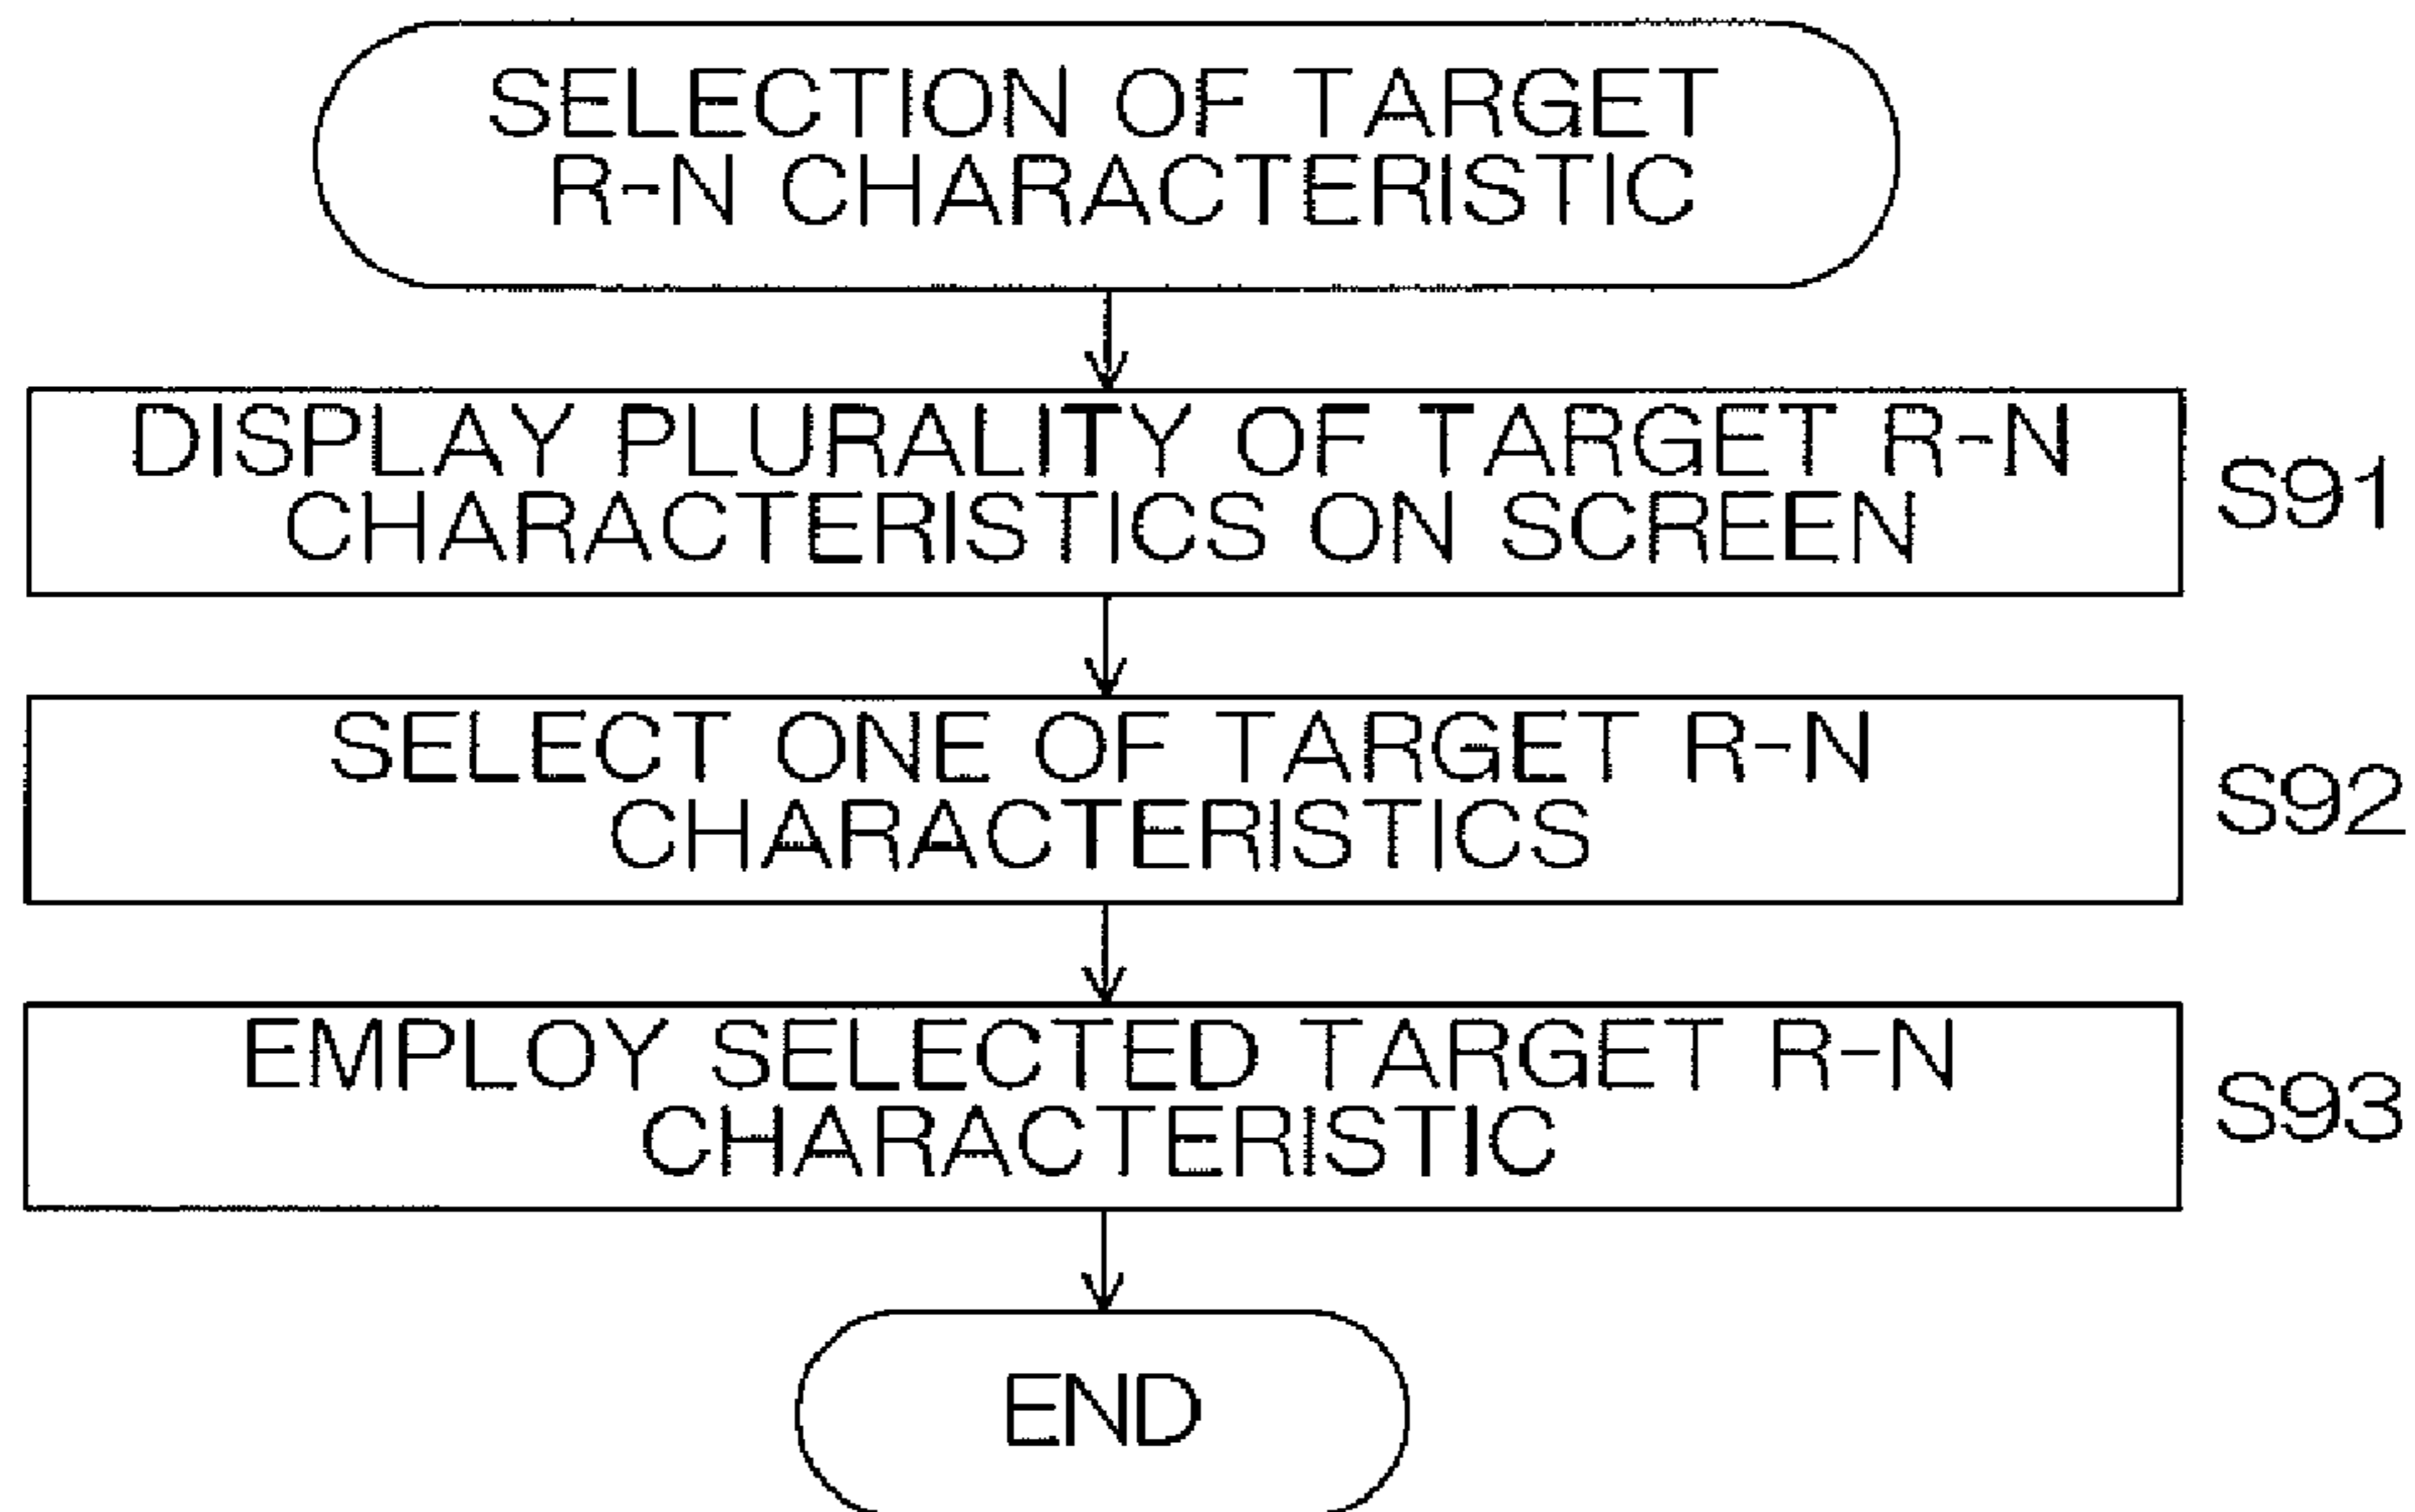 SELECTION OF TARGET
R-N CHARACTERISTIC
DISPLAY PLURALITY OF TARGET R-N
CHARACTERISTICS ON SCREEN
S91
SELECT ONE OF TARGET R-N
CHARACTERISTICS
S92
EMPLOY SELECTED TARGET R-N
CHARACTERISTIC
S93
END